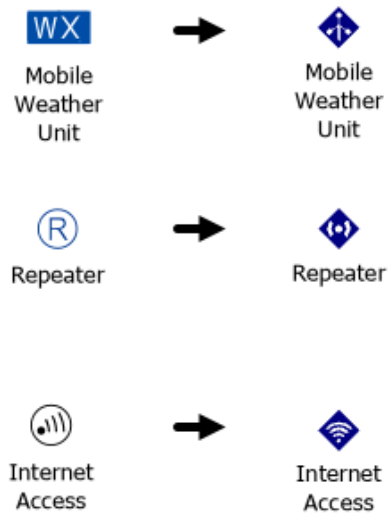 WX
Mobile
Weather
Unit
Mobile
Weather
Unit
R
Repeater
Repeater
Internet
Access
Internet
Access